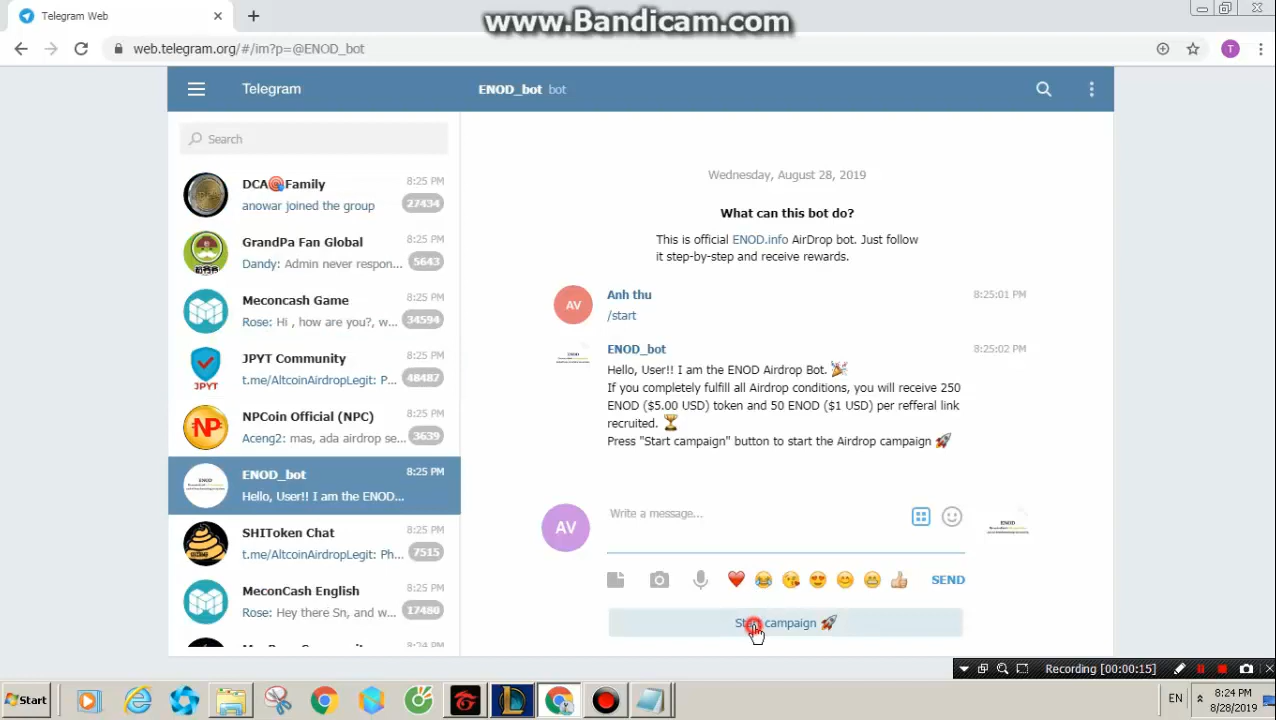 Telegram Web
www.Bandicam.com
web.telegram.org/#/im?p=@ENOD_bot
T
Telegram
ENOD_bot bot
Search
DCA🎯Family 8:25 PM
anowar joined the group 27434
GrandPa Fan Global 8:25 PM
Dandy: Admin never respon... 5643
Meconcash Game 8:25 PM
Rose: Hi , how are you?, w... 34594
JPYT Community 8:25 PM
t.me/AltcoinAirdropLegit: P... 48487
JPYT
NPCoin Official (NPC) 8:25 PM
Aceng2: mas, ada airdrop se... 3639
NP
ENOD_bot 8:25 PM
Hello, User!! I am the ENOD...
SHIToken Chat 8:25 PM
t.me/AltcoinAirdropLegit: Ph... 7515
MeconCash English 8:25 PM
Rose: Hey there Sn, and w... 17480
8:24 PM
Wednesday, August 28, 2019
What can this bot do?
This is official ENOD.info AirDrop bot. Just follow
it step-by-step and receive rewards.
AV
Anh thu 8:25:01 PM
/start
ENOD_bot 8:25:02 PM
Hello, User!! I am the ENOD Airdrop Bot. 🎉
If you completely fulfill all Airdrop conditions, you will receive 250
ENOD ($5.00 USD) token and 50 ENOD ($1 USD) per refferal link
recruited. 🏆
Press "Start campaign" button to start the Airdrop campaign 🚀
AV
Write a message...
ENOD
SEND
Start campaign 🚀
Recording [00:00:15]
Start
EN
8:24 PM
8/28/2019